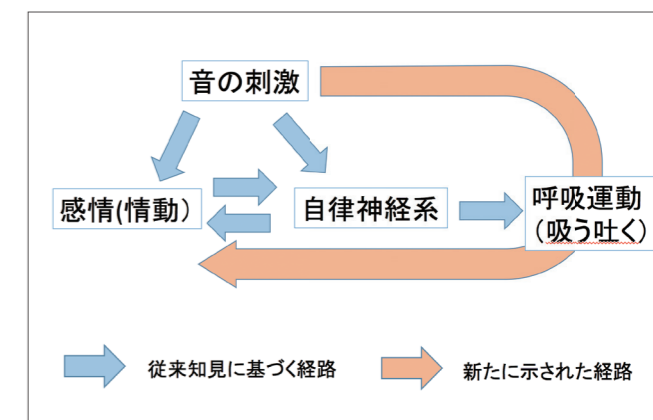 音の刺激
感情(情動）
自律神経系
呼吸運動
（吸う吐く）
従来知見に基づく経路
新たに示された経路